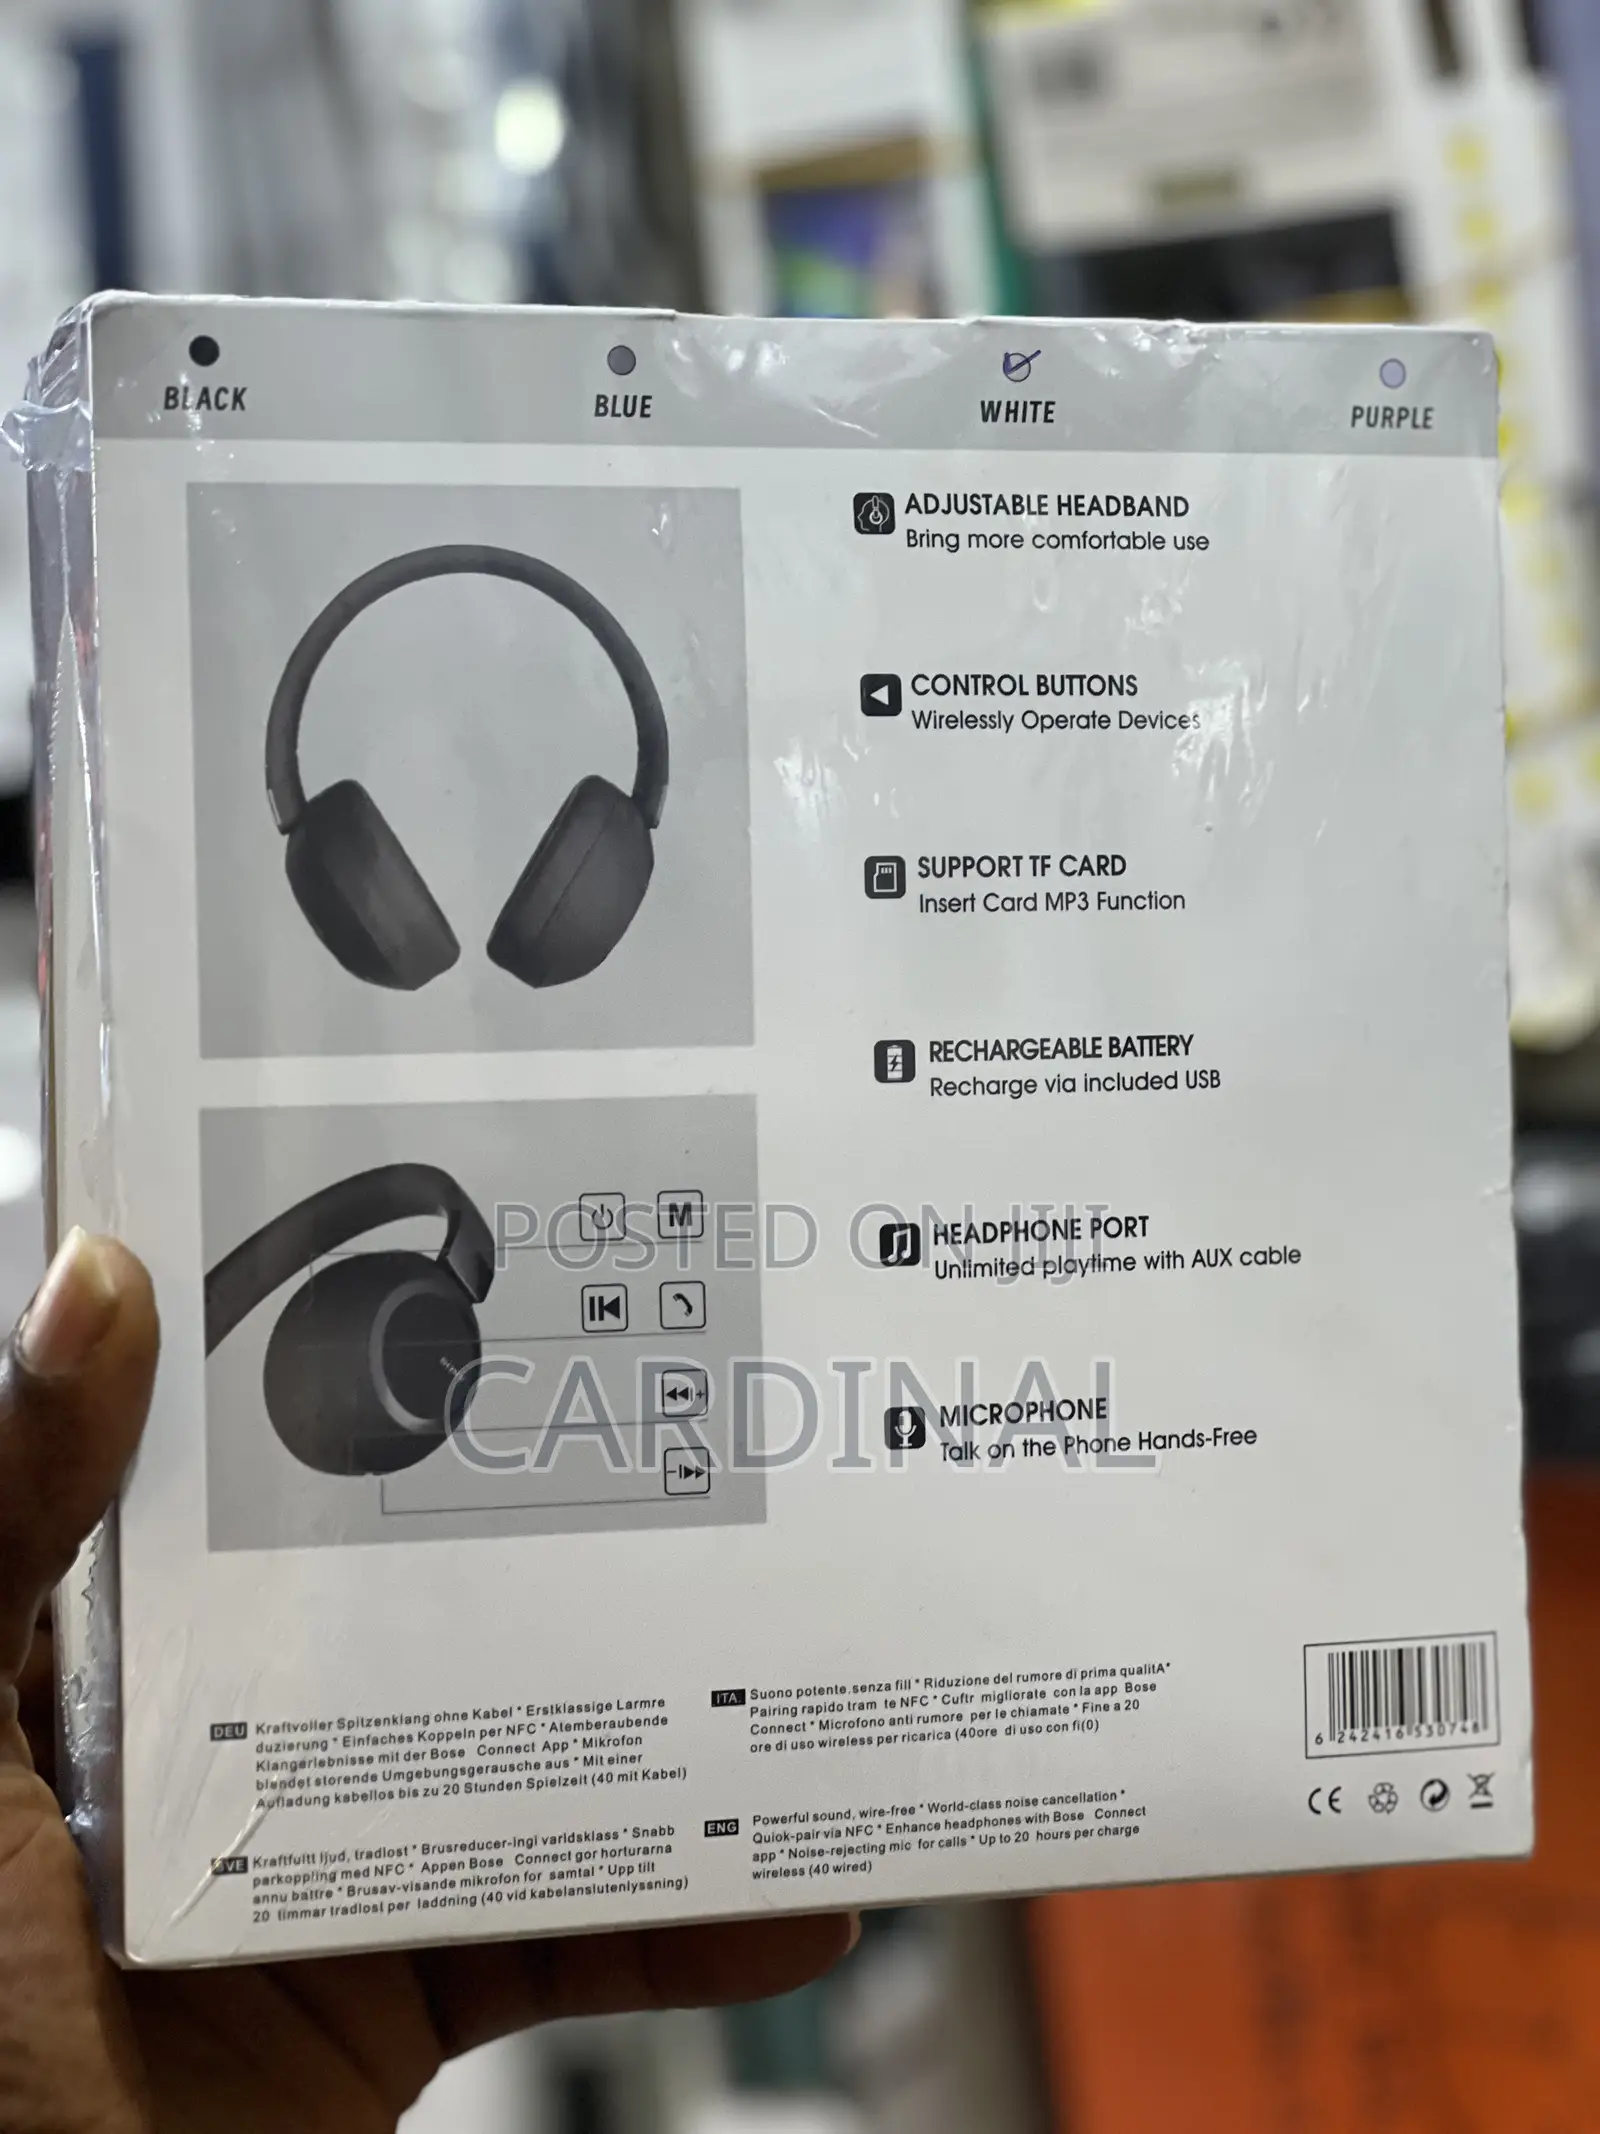 BLACK
BLUE
WHITE
PURPLE
ADJUSTABLE HEADBAND
Bring more comfortable use
CONTROL BUTTONS
Wirelessly Operate Devices
SUPPORT TF CARD
Insert Card MP3 Function
RECHARGEABLE BATTERY
Recharge via included USB
M
POSTED ON JIJI
HEADPHONE PORT
Unlimited playtime with AUX cable
SONY
CARDINAL
MICROPHONE
Talk on the Phone Hands-Free
DEU Kraftvoller Spitzenklang ohne Kabel * Erstklassige Larmre
duzierung * Einfaches Koppeln per NFC * Atemberaubende
Klangerlebnisse mit der Bose Connect App * Mikrofon
blendet storende Umgebungsgerausche aus * Mit einer
Aufladung kabellos bis zu 20 Stunden Spielzeit (40 mit Kabel)
ITA. Suono potente.senza fill * Riduzione del rumore di prima qualitA*
Pairing rapido tram te NFC * Cuftr migliorate con la app Bose
Connect * Microfono anti rumore per le chiamate * Fine a 20
ore di uso wireless per ricarica (40ore di uso con fi(0)
SVE Kraftfuitt ljud, tradlost * Brusreducer-ingi varldsklass * Snabb
parkoppling med NFC * Appen Bose Connect gor horturarna
annu battre * Brusav-visande mikrofon for samtal * Upp tilt
20 timmar tradlost per laddning (40 vid kabelanslutenlyssning)
ENG Powerful sound, wire-free * World-class noise cancellation *
Quiok-pair via NFC * Enhance headphones with Bose Connect
app * Noise-rejecting mic for calls * Up to 20 hours per charge
wireless (40 wired)
6 242416 530748
CE